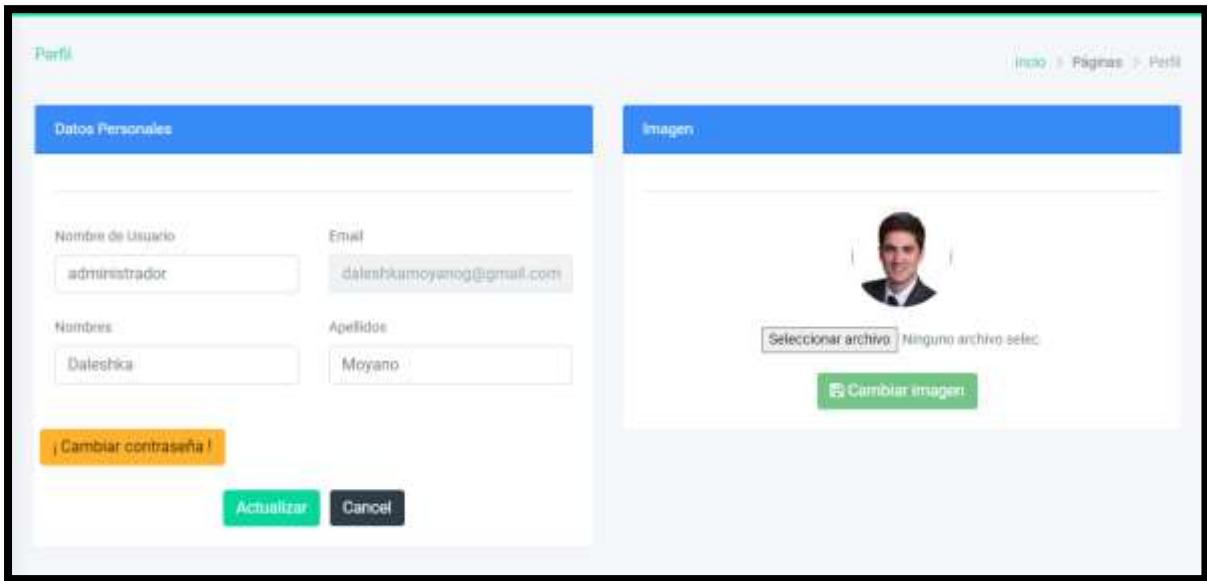 Perfil
Incio > Páginas > Perfil
Datos Personales
Nombre de Usuario
Email
administrador
daleshkamoyanog@gmail.com
Nombres
Apellidos
Daleshka
Moyano
¡ Cambiar contraseña !
Actualizar
Cancel
Imagen
Seleccionar archivo
Ninguno archivo selec.
Cambiar imagen